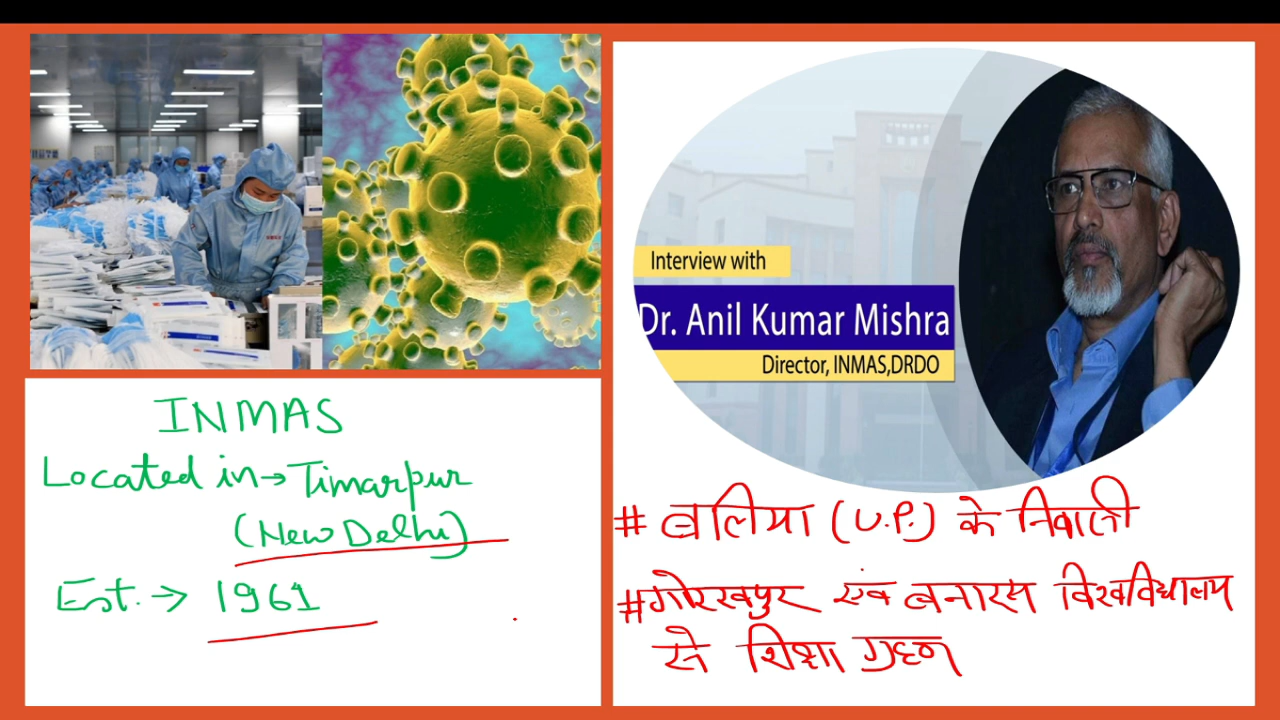 Interview with
Dr. Anil Kumar Mishra
Director, INMAS,DRDO
INMAS
Located in→ Timarpur
(New Delhi)
Est. → 1961
# बलिया (U.P.) के निवासी
# गोरखपुर एंव बनारस विश्वविद्यालय
से शिक्षा ग्रहण